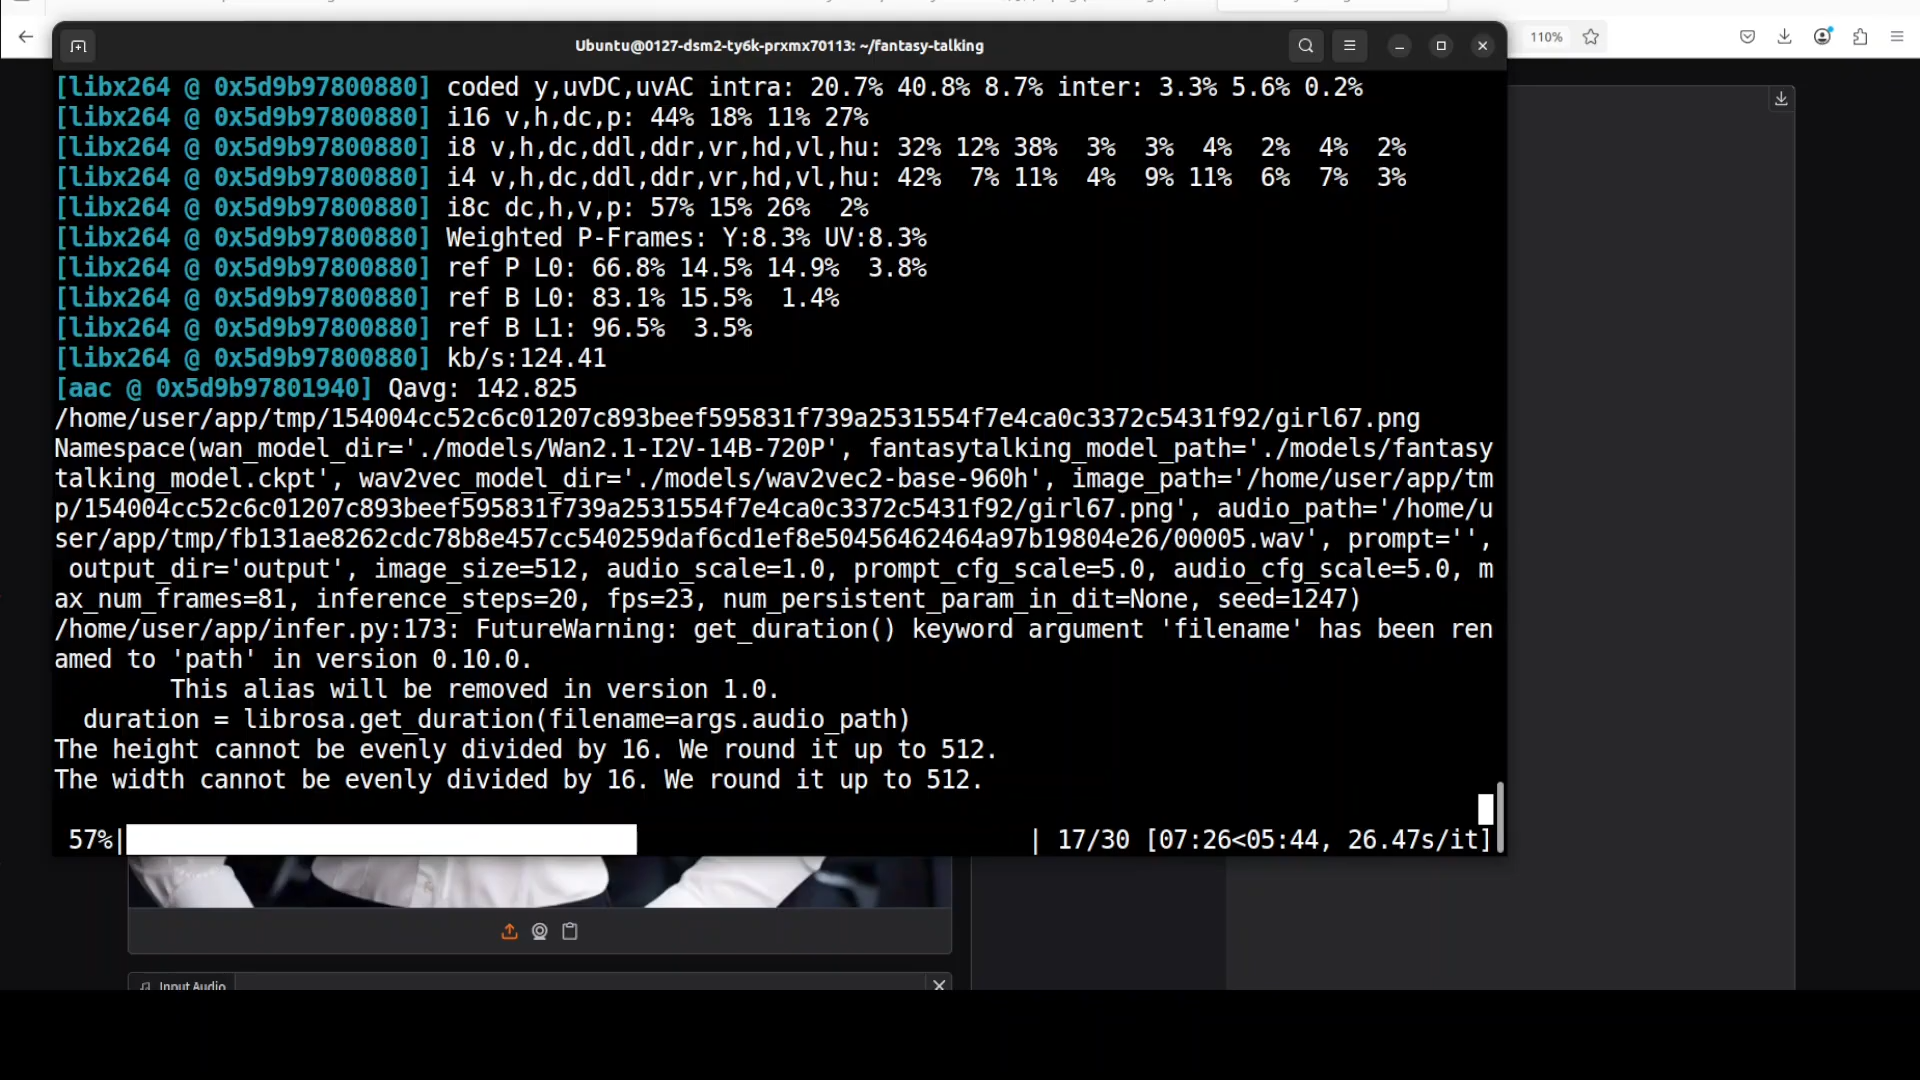 Ubuntu@0127-dsm2-ty6k-prxmx70113: ~/fantasy-talking
110%
[libx264 @ 0x5d9b97800880] coded y,uvDC,uvAC intra: 20.7% 40.8% 8.7% inter: 3.3% 5.6% 0.2%
[libx264 @ 0x5d9b97800880] i16 v,h,dc,p: 44% 18% 11% 27%
[libx264 @ 0x5d9b97800880] i8 v,h,dc,ddl,ddr,vr,hd,vl,hu: 32% 12% 38%  3%  3%  4%  2%  4%  2%
[libx264 @ 0x5d9b97800880] i4 v,h,dc,ddl,ddr,vr,hd,vl,hu: 42%  7% 11%  4%  9% 11%  6%  7%  3%
[libx264 @ 0x5d9b97800880] i8c dc,h,v,p: 57% 15% 26%  2%
[libx264 @ 0x5d9b97800880] Weighted P-Frames: Y:8.3% UV:8.3%
[libx264 @ 0x5d9b97800880] ref P L0: 66.8% 14.5% 14.9%  3.8%
[libx264 @ 0x5d9b97800880] ref B L0: 83.1% 15.5%  1.4%
[libx264 @ 0x5d9b97800880] ref B L1: 96.5%  3.5%
[libx264 @ 0x5d9b97800880] kb/s:124.41
[aac @ 0x5d9b97801940] Qavg: 142.825
/home/user/app/tmp/154004cc52c6c01207c893beef595831f739a2531554f7e4ca0c3372c5431f92/girl67.png
Namespace(wan_model_dir='./models/Wan2.1-I2V-14B-720P', fantasytalking_model_path='./models/fantasy
talking_model.ckpt', wav2vec_model_dir='./models/wav2vec2-base-960h', image_path='/home/user/app/tm
p/154004cc52c6c01207c893beef595831f739a2531554f7e4ca0c3372c5431f92/girl67.png', audio_path='/home/u
ser/app/tmp/fb131ae8262cdc78b8e457cc540259daf6cd1ef8e50456462464a97b19804e26/00005.wav', prompt='',
 output_dir='output', image_size=512, audio_scale=1.0, prompt_cfg_scale=5.0, audio_cfg_scale=5.0, m
ax_num_frames=81, inference_steps=20, fps=23, num_persistent_param_in_dit=None, seed=1247)
/home/user/app/infer.py:173: FutureWarning: get_duration() keyword argument 'filename' has been ren
amed to 'path' in version 0.10.0.
        This alias will be removed in version 1.0.
  duration = librosa.get_duration(filename=args.audio_path)
The height cannot be evenly divided by 16. We round it up to 512.
The width cannot be evenly divided by 16. We round it up to 512.
 57%| | 17/30 [07:26<05:44, 26.47s/it]
Input Audio